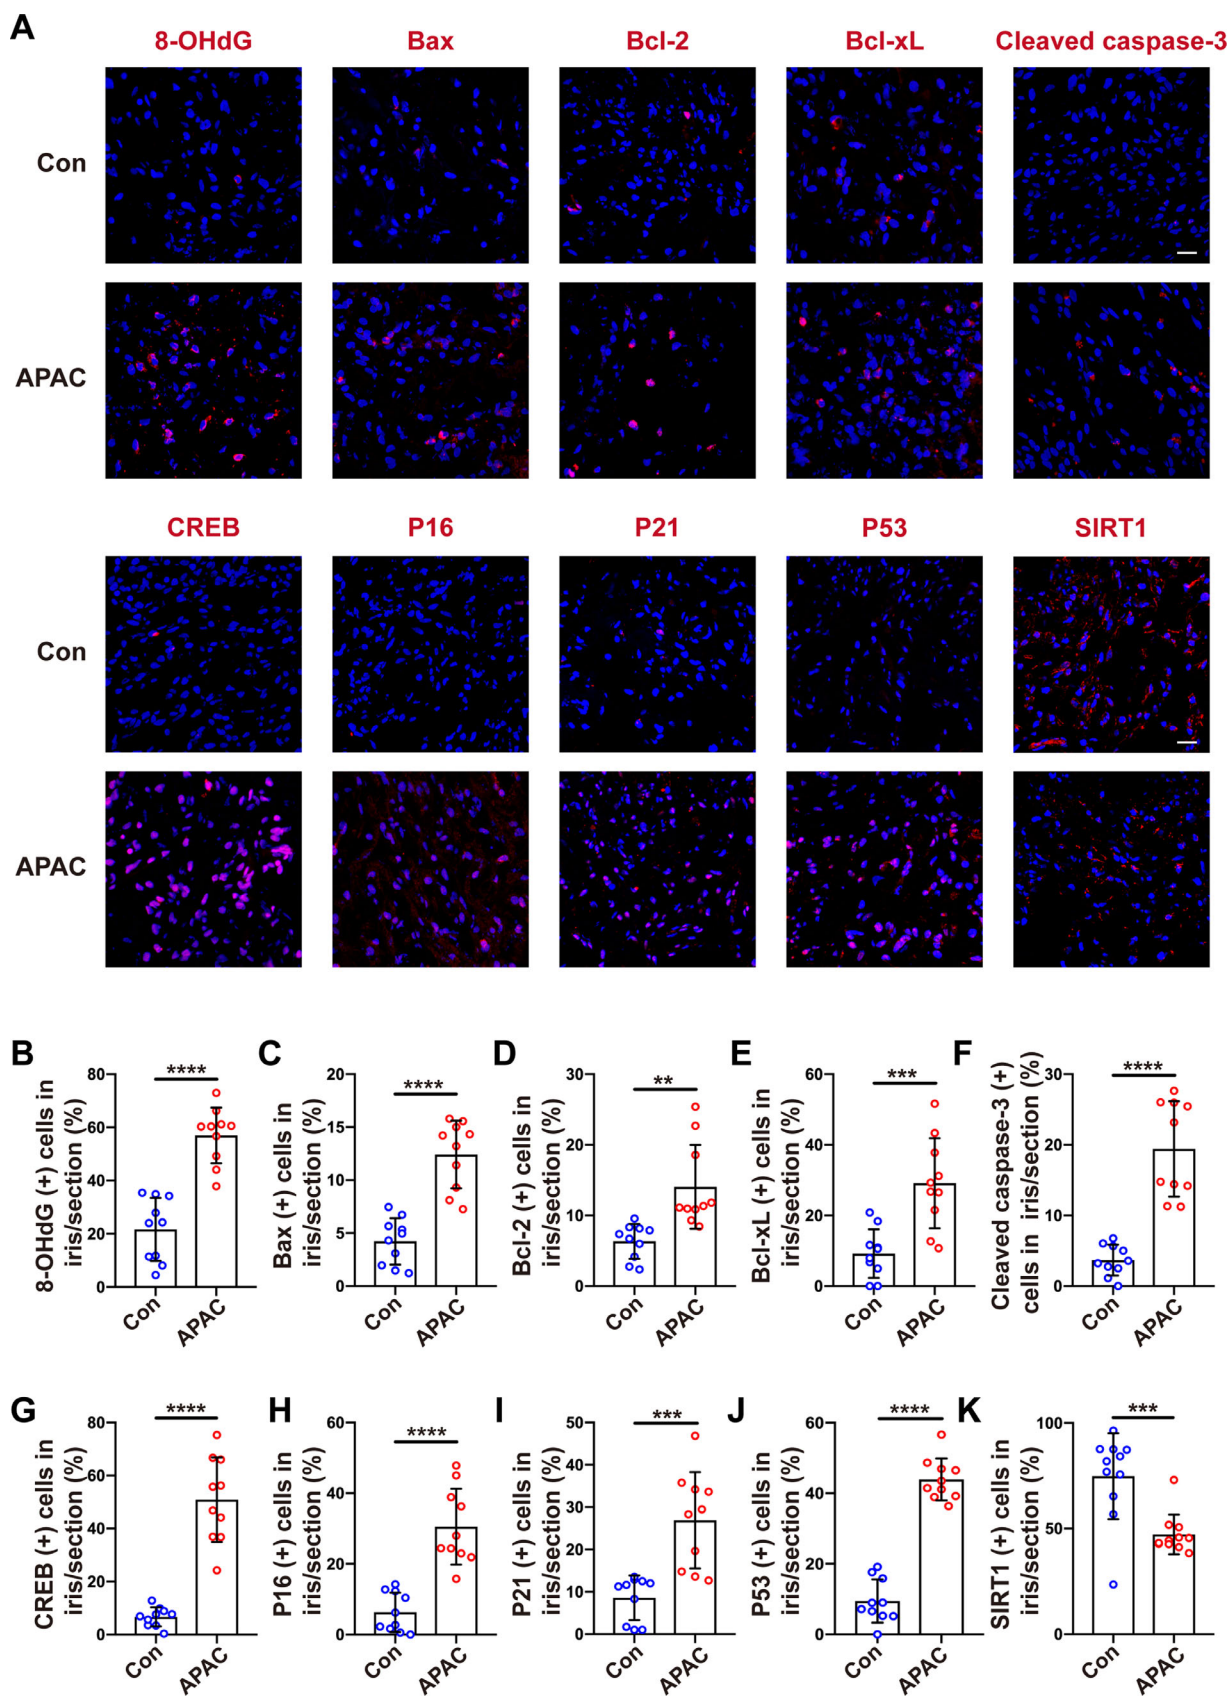 A
8-OHdG Bax Bcl-2 Bcl-xL Cleaved caspase-3
Con
APAC
CREB P16 P21 P53 SIRT1
Con
APAC
B
8-OHdG (+) cells in
iris/section (%)
80
60
40
20
0
****
Con APAC
C
Bax (+) cells in
iris/section (%)
20
15
10
5
0
****
Con APAC
D
Bcl-2 (+) cells in
iris/section (%)
30
20
10
0
**
Con APAC
E
Bcl-xL (+) cells in
iris/section (%)
60
40
20
0
***
Con APAC
F
Cleaved caspase-3 (+)
cells in iris/section (%)
30
20
10
0
****
Con APAC
G
CREB (+) cells in
iris/section (%)
80
60
40
20
0
****
Con APAC
H
P16 (+) cells in
iris/section (%)
60
40
20
0
****
Con APAC
I
P21 (+) cells in
iris/section (%)
50
40
30
20
10
0
***
Con APAC
J
P53 (+) cells in
iris/section (%)
60
40
20
0
****
Con APAC
K
SIRT1 (+) cells in
iris/section (%)
100
50
0
***
Con APAC